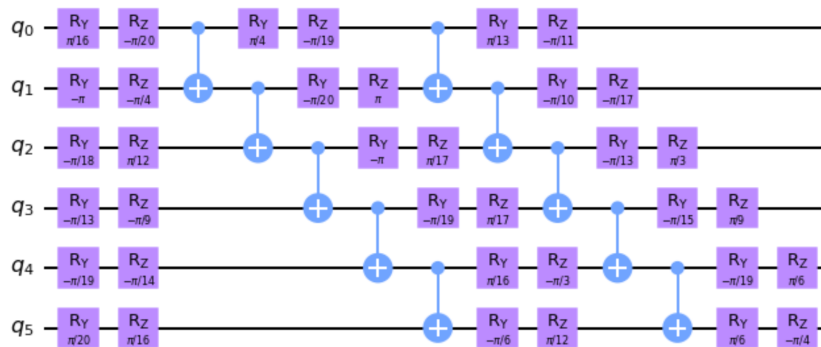 q0 RY π/16 RZ −π/20 RY π/4 RZ −π/19 RY π/13 RZ −π/11
q1 RY −π RZ −π/4 RY −π/20 RZ π RY −π/10 RZ −π/17
q2 RY −π/18 RZ π/12 RY −π RZ π/17 RY −π/13 RZ π/3
q3 RY −π/13 RZ −π/9 RY −π/19 RZ π/17 RY −π/15 RZ π/9
q4 RY −π/19 RZ −π/14 RY π/16 RZ −π/3 RY −π/19 RZ π/6
q5 RY π/20 RZ π/16 RY −π/6 RZ π/12 RY π/6 RZ −π/4